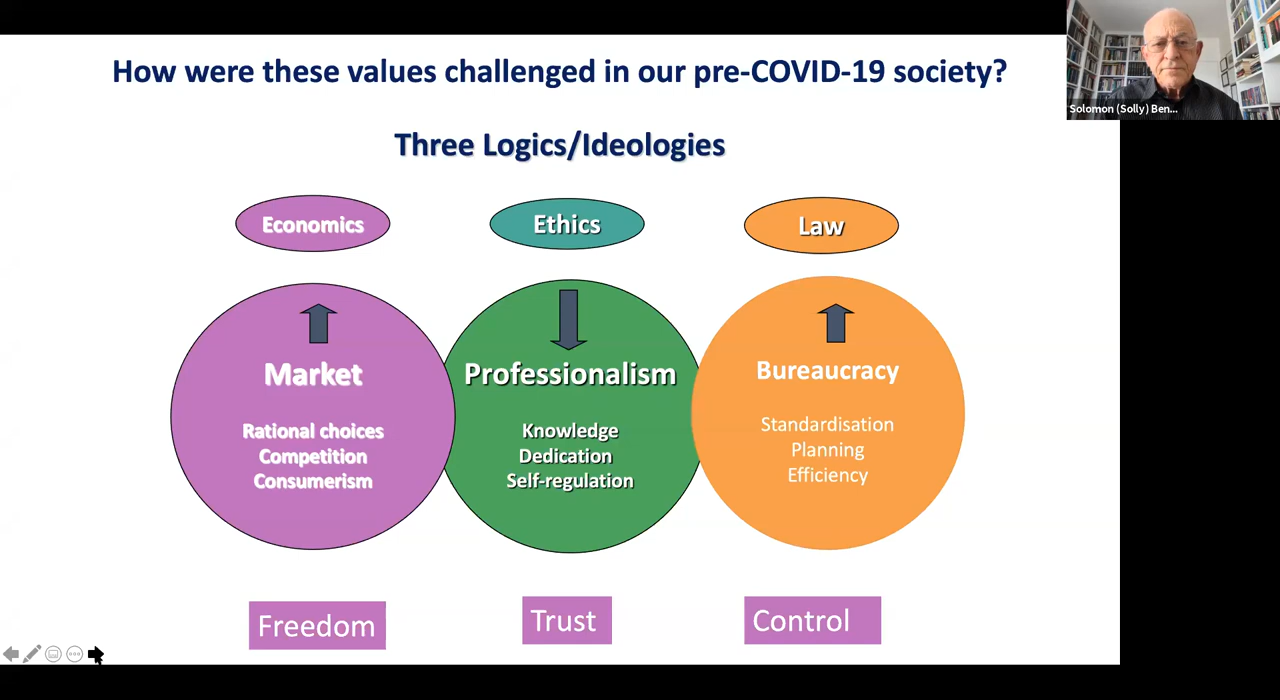 How were these values challenged in our pre-COVID-19 society?
Solomon (Solly) Ben...
Three Logics/Ideologies
Economics
Ethics
Law
Market
Professionalism
Bureaucracy
Rational choices
Competition
Consumerism
Knowledge
Dedication
Self-regulation
Standardisation
Planning
Efficiency
Freedom
Trust
Control